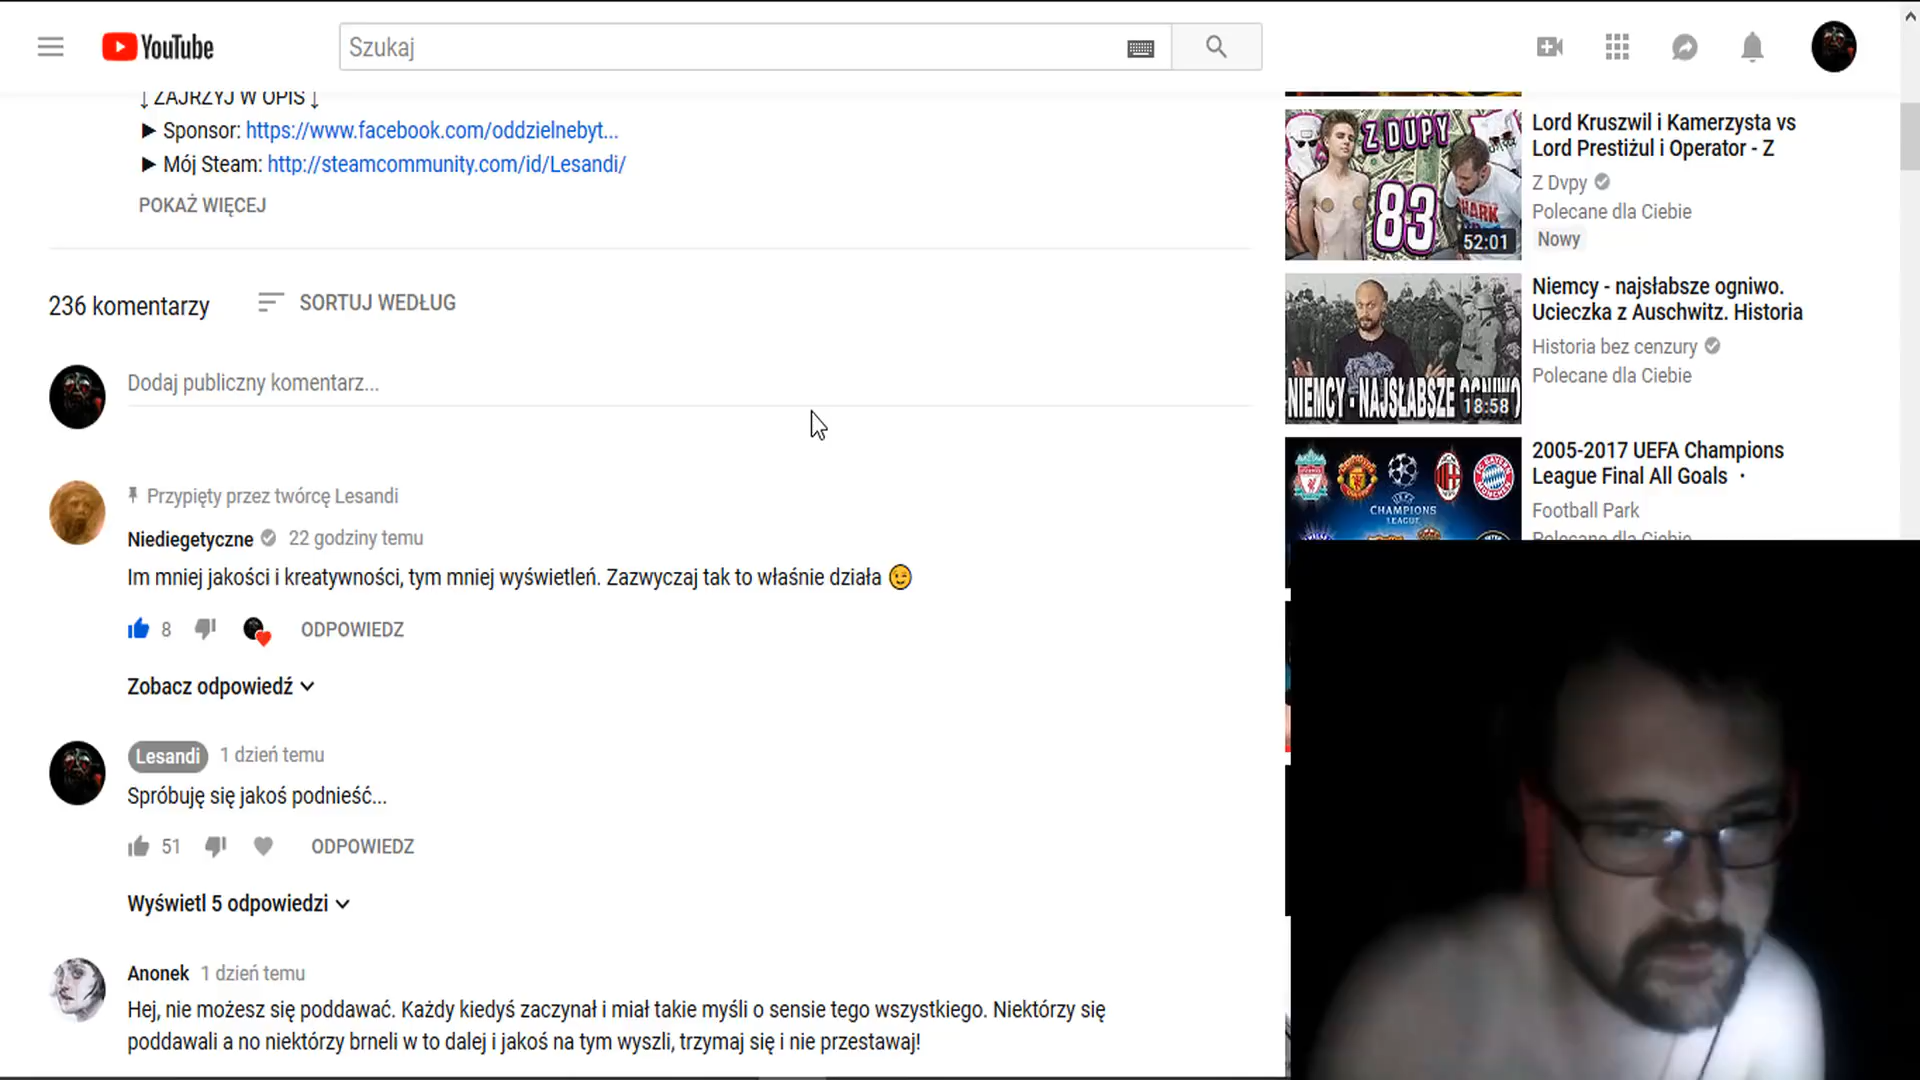 YouTube
Szukaj
↓ ZAJRZYJ W OPIS ↓
► Sponsor: https://www.facebook.com/oddzielnebyt...
► Mój Steam: http://steamcommunity.com/id/Lesandi/
POKAŻ WIĘCEJ
236 komentarzy
SORTUJ WEDŁUG
Dodaj publiczny komentarz...
Przypięty przez twórcę Lesandi
Niediegetyczne 22 godziny temu
Im mniej jakości i kreatywności, tym mniej wyświetleń. Zazwyczaj tak to właśnie działa 😉
8 ODPOWIEDZ
Zobacz odpowiedź
Lesandi 1 dzień temu
Spróbuję się jakoś podnieść...
51 ODPOWIEDZ
Wyświetl 5 odpowiedzi
Anonek 1 dzień temu
Hej, nie możesz się poddawać. Każdy kiedyś zaczynał i miał takie myśli o sensie tego wszystkiego. Niektórzy się
poddawali a no niektórzy brneli w to dalej i jakoś na tym wyszli, trzymaj się i nie przestawaj!
Z DUPY
83
52:01
Lord Kruszwil i Kamerzysta vs
Lord Prestiżul i Operator - Z
Z Dvpy
Polecane dla Ciebie
Nowy
NIEMCY - NAJSŁABSZE OGNIWO
18:58
Niemcy - najsłabsze ogniwo.
Ucieczka z Auschwitz. Historia
Historia bez cenzury
Polecane dla Ciebie
CHAMPIONS
LEAGUE
2005-2017 UEFA Champions
League Final All Goals •
Football Park
Polecane dla Ciebie